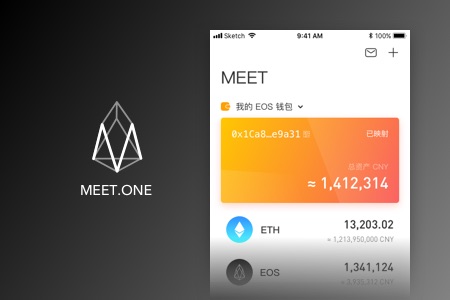 Sketch
9:41 AM
100%
MEET
我的 EOS 钱包
0x1Ca8...e9a31
已映射
总资产 CNY
≈ 1,412,314
MEET.ONE
ETH
13,203.02
≈ 1,213,950,000 CNY
EOS
1,341,124